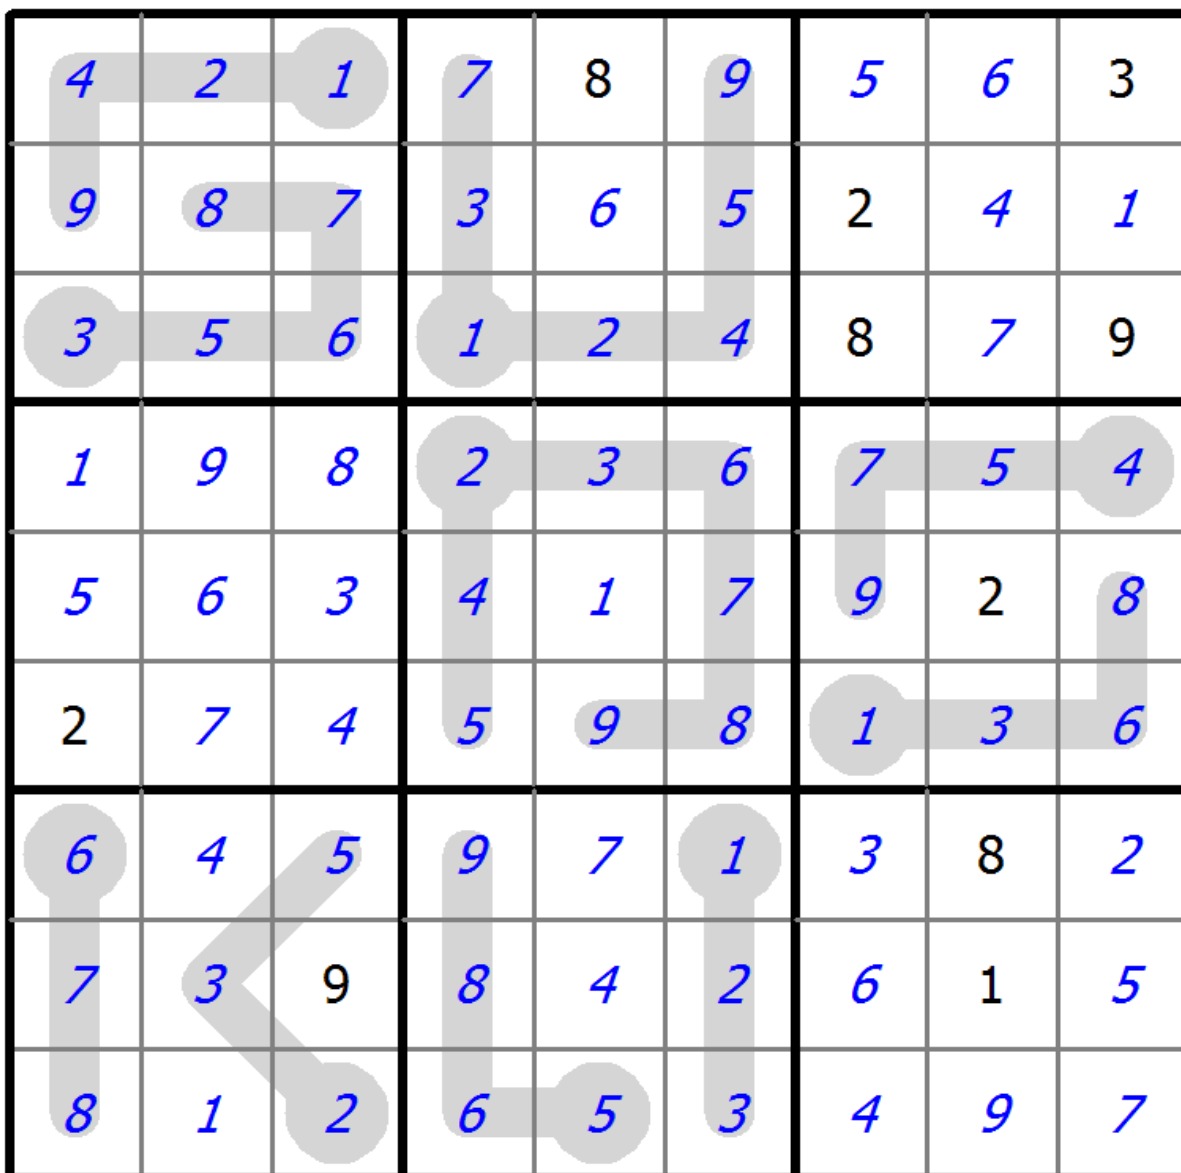 4 2 1 7 8 9 5 6 3
9 8 7 3 6 5 2 4 1
3 5 6 1 2 4 8 7 9
1 9 8 2 3 6 7 5 4
5 6 3 4 1 7 9 2 8
2 7 4 5 9 8 1 3 6
6 4 5 9 7 1 3 8 2
7 3 9 8 4 2 6 1 5
8 1 2 6 5 3 4 9 7